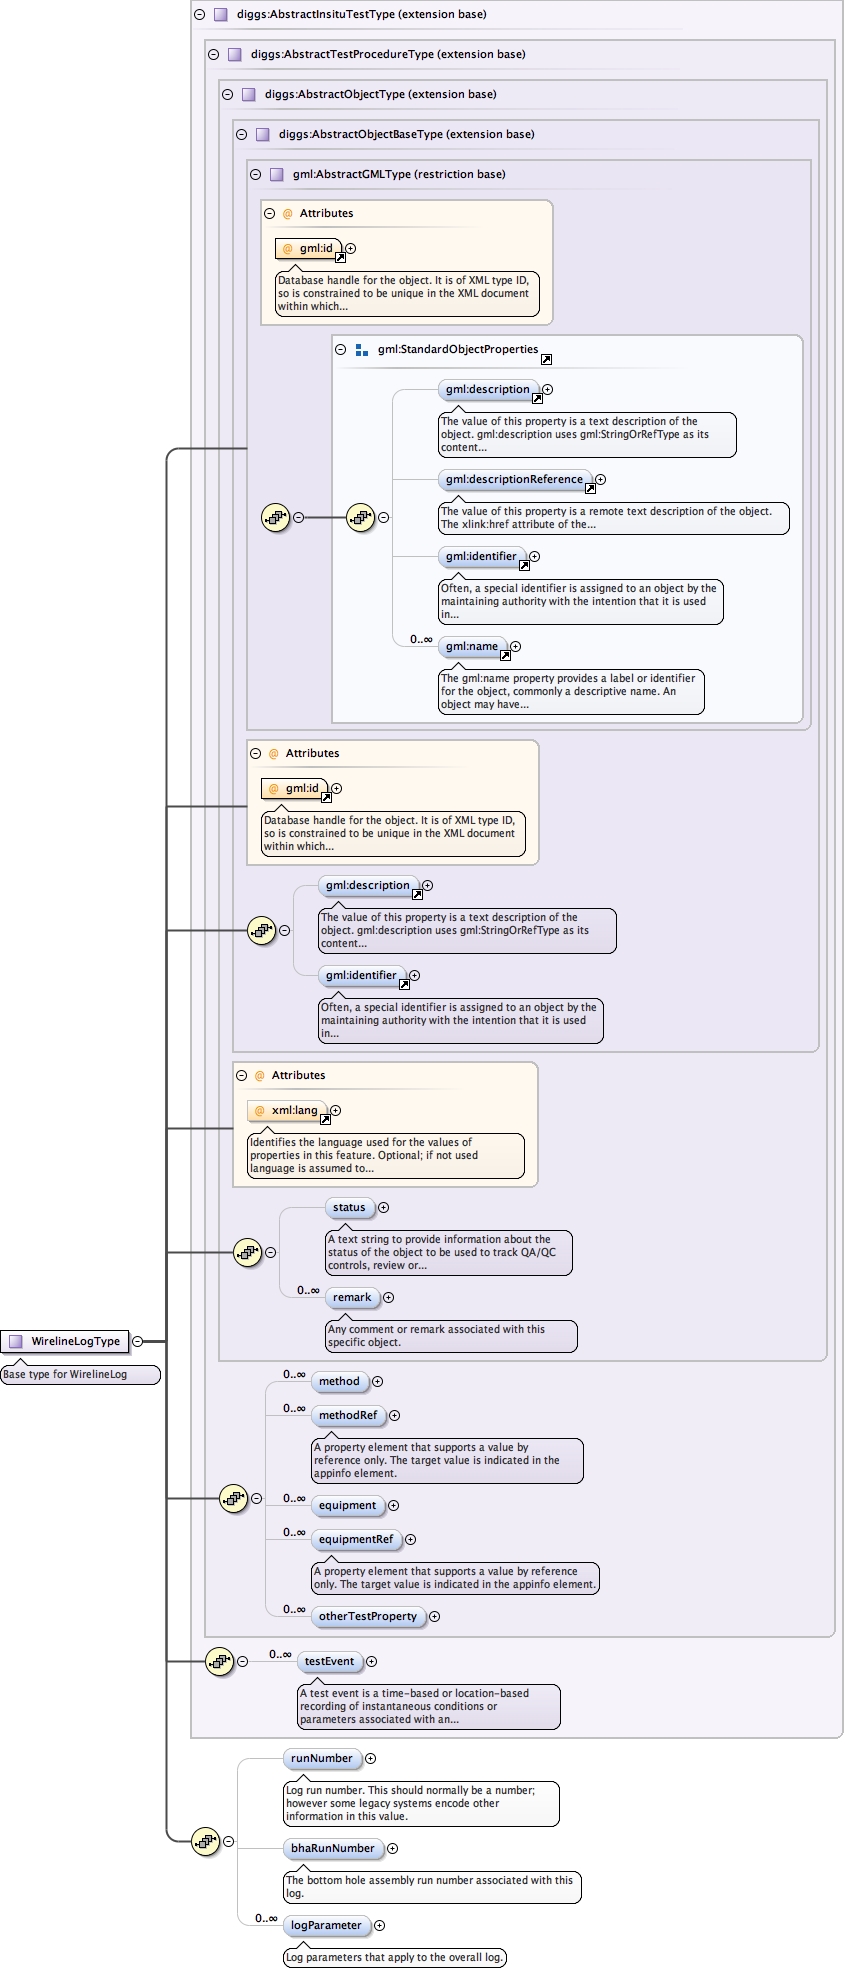 diggs:AbstractInsituTestType (extension base)
diggs:AbstractTestProcedureType (extension base)
diggs:AbstractObjectType (extension base)
diggs:AbstractObjectBaseType (extension base)
gml:AbstractGMLType (restriction base)
@ Attributes
@ gml:id
Database handle for the object. It is of XML type ID,
so is constrained to be unique in the XML document
within which...
gml:StandardObjectProperties
gml:description
The value of this property is a text description of the
object. gml:description uses gml:StringOrRefType as its
content...
gml:descriptionReference
The value of this property is a remote text description of the object.
The xlink:href attribute of the...
gml:identifier
Often, a special identifier is assigned to an object by the
maintaining authority with the intention that it is used
in...
0..∞
gml:name
The gml:name property provides a label or identifier
for the object, commonly a descriptive name. An
object may have...
@ Attributes
@ gml:id
Database handle for the object. It is of XML type ID,
so is constrained to be unique in the XML document
within which...
gml:description
The value of this property is a text description of the
object. gml:description uses gml:StringOrRefType as its
content...
gml:identifier
Often, a special identifier is assigned to an object by the
maintaining authority with the intention that it is used
in...
@ Attributes
@ xml:lang
Identifies the language used for the values of
properties in this feature. Optional; if not used
language is assumed to...
status
A text string to provide information about the
status of the object to be used to track QA/QC
controls, review or...
0..∞
remark
Any comment or remark associated with this
specific object.
WirelineLogType
Base type for WirelineLog
0..∞
method
0..∞
methodRef
A property element that supports a value by
reference only. The target value is indicated in the
appinfo element.
0..∞
equipment
0..∞
equipmentRef
A property element that supports a value by reference
only. The target value is indicated in the appinfo element.
0..∞
otherTestProperty
0..∞
testEvent
A test event is a time-based or location-based
recording of instantaneous conditions or
parameters associated with an...
runNumber
Log run number. This should normally be a number;
however some legacy systems encode other
information in this value.
bhaRunNumber
The bottom hole assembly run number associated with this
log.
0..∞
logParameter
Log parameters that apply to the overall log.